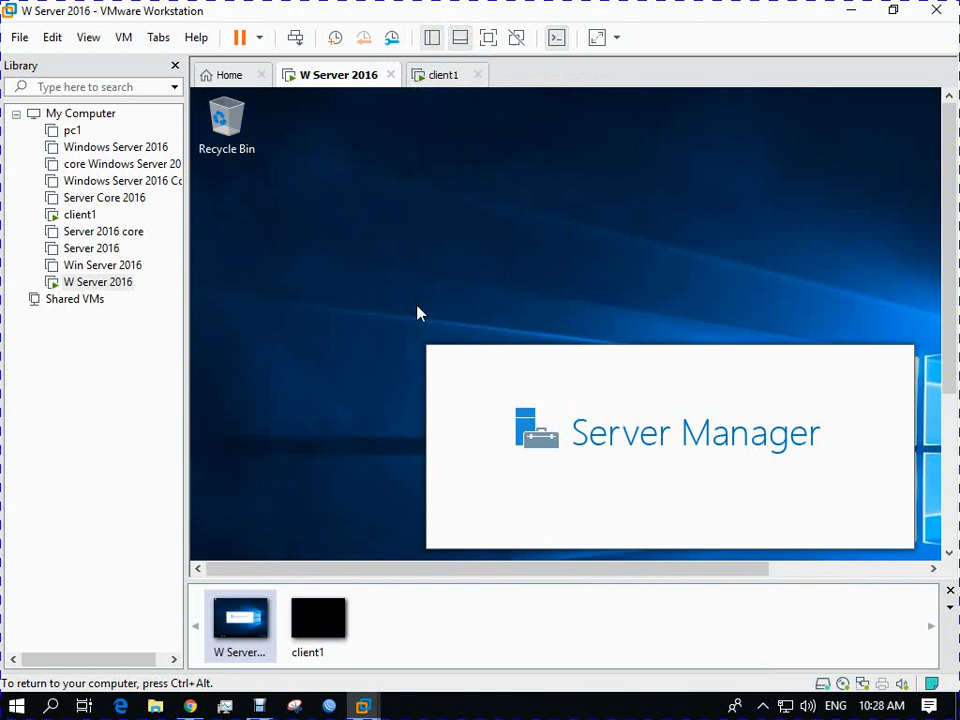 W Server 2016 - VMware Workstation
File Edit View VM Tabs Help
Library
Type here to search
My Computer
pc1
Windows Server 2016
core Windows Server 20
Windows Server 2016 Co
Server Core 2016
client1
Server 2016 core
Server 2016
Win Server 2016
W Server 2016
Shared VMs
Home W Server 2016 client1
Recycle Bin
Server Manager
W Server... client1
To return to your computer, press Ctrl+Alt.
ENG 10:28 AM